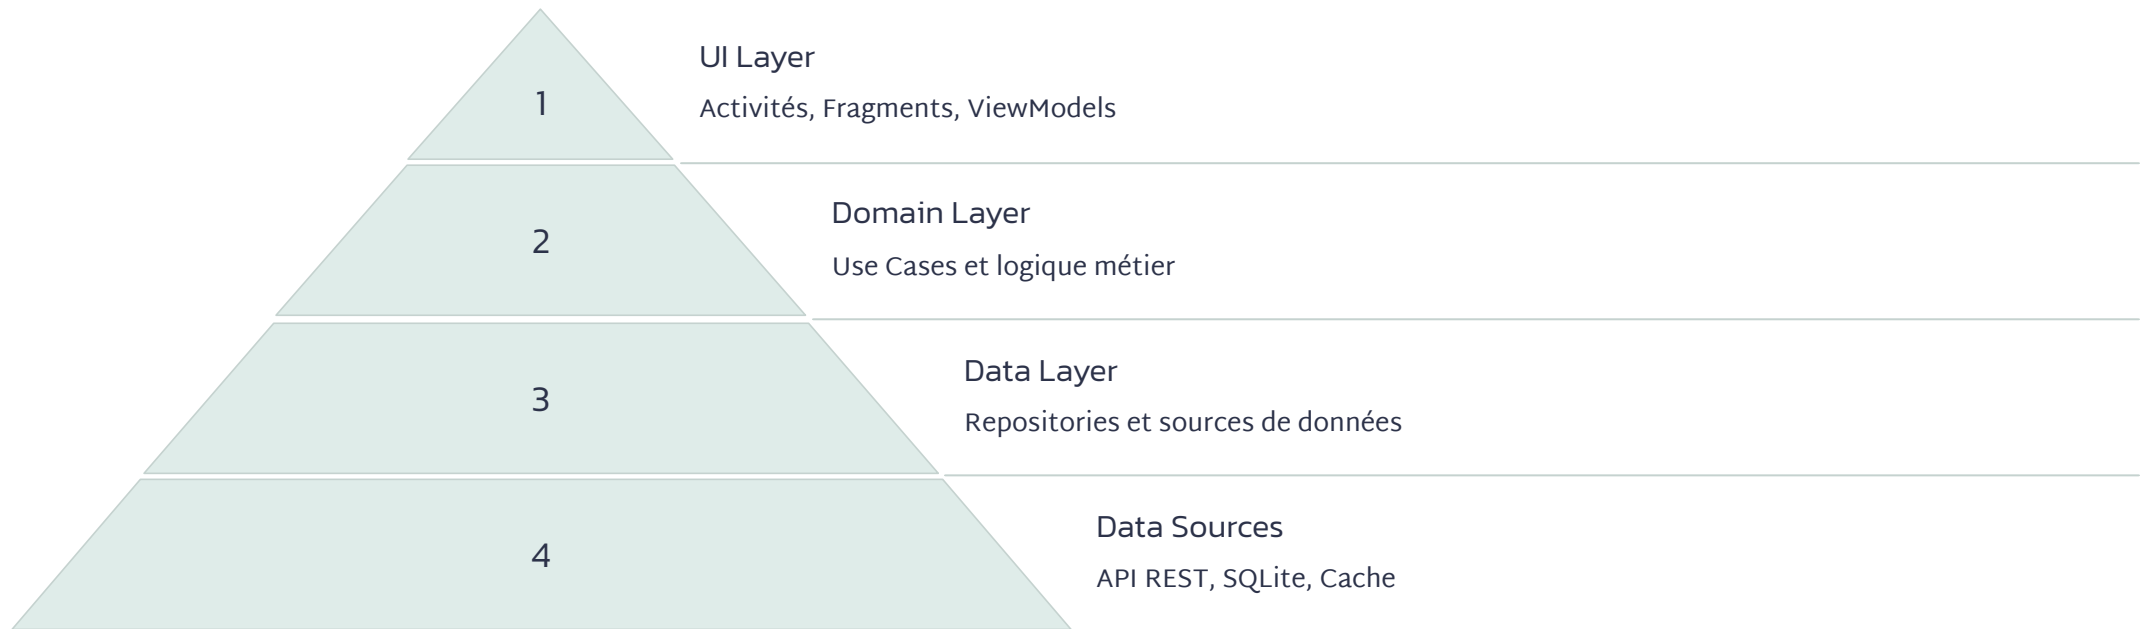 1
UI Layer
Activités, Fragments, ViewModels
2
Domain Layer
Use Cases et logique métier
3
Data Layer
Repositories et sources de données
4
Data Sources
API REST, SQLite, Cache